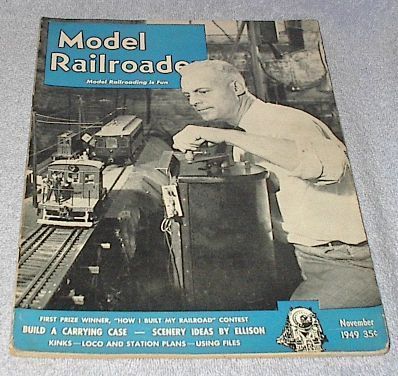 Model
Railroader
Model Railroading is Fun
FIRST PRIZE WINNER, "HOW I BUILT MY RAILROAD" CONTEST
BUILD A CARRYING CASE — SCENERY IDEAS BY ELLISON
KINKS—LOCO AND STATION PLANS—USING FILES
November
1949 35¢